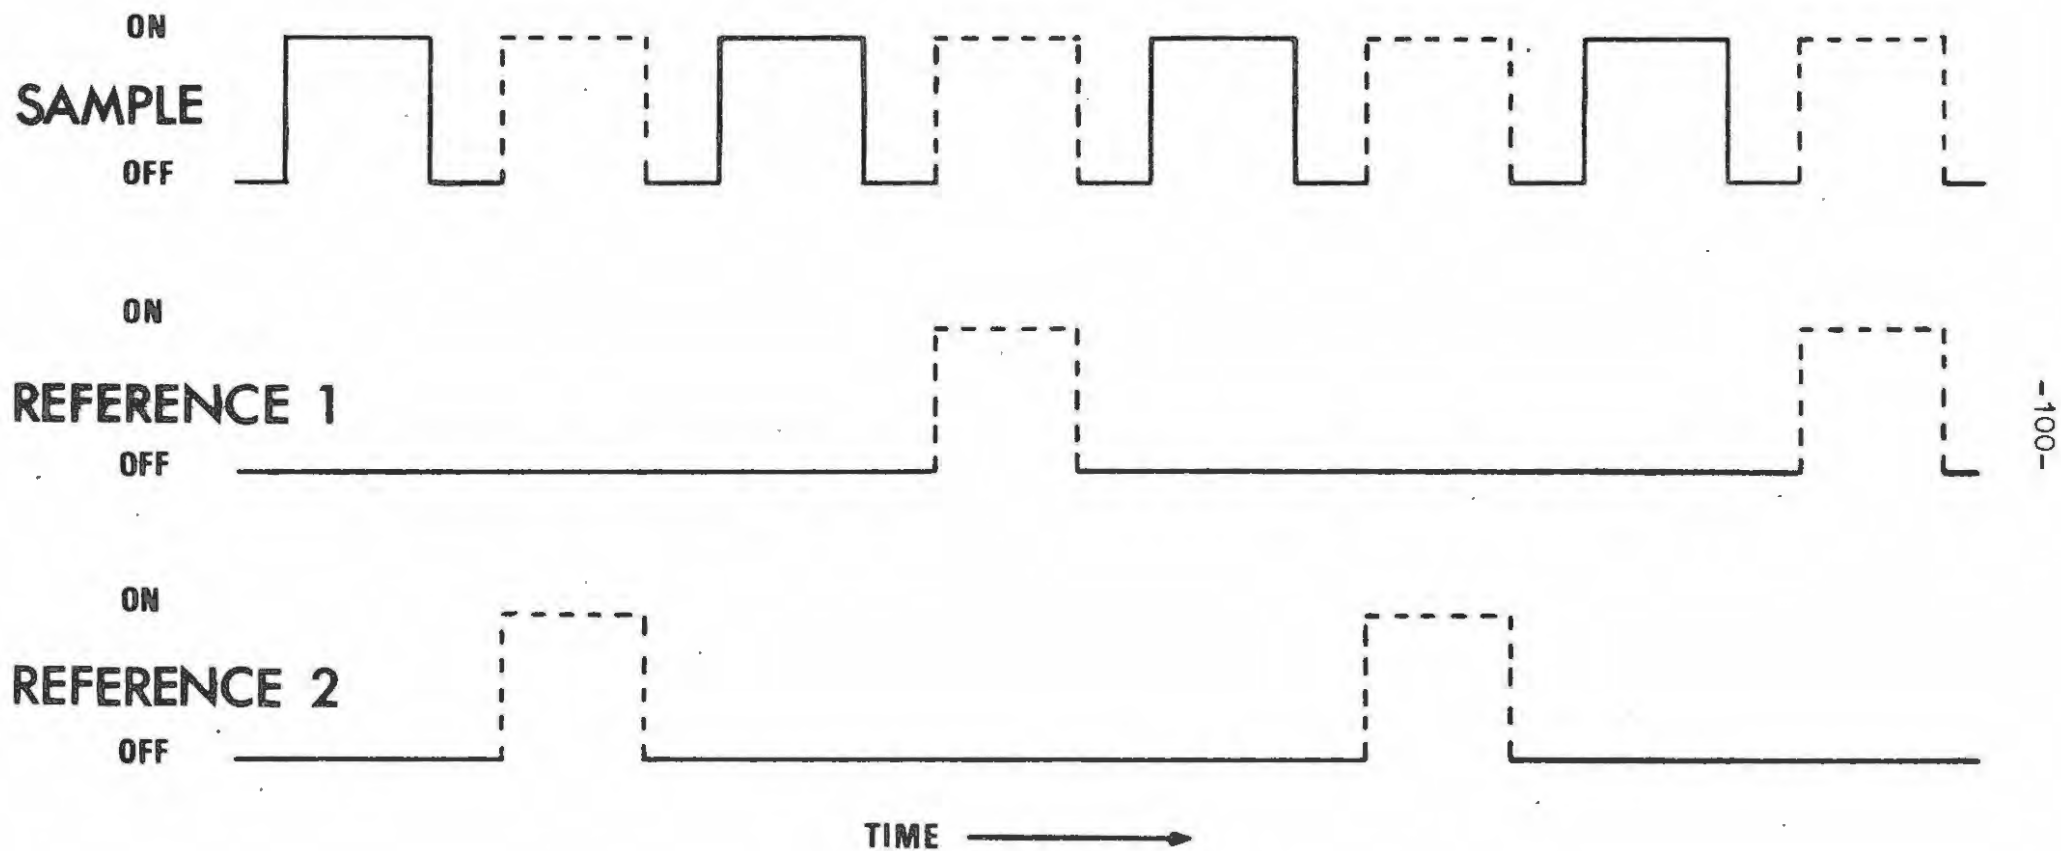 ON
SAMPLE
OFF
ON
REFERENCE 1
OFF
ON
REFERENCE 2
OFF
TIME
-100-